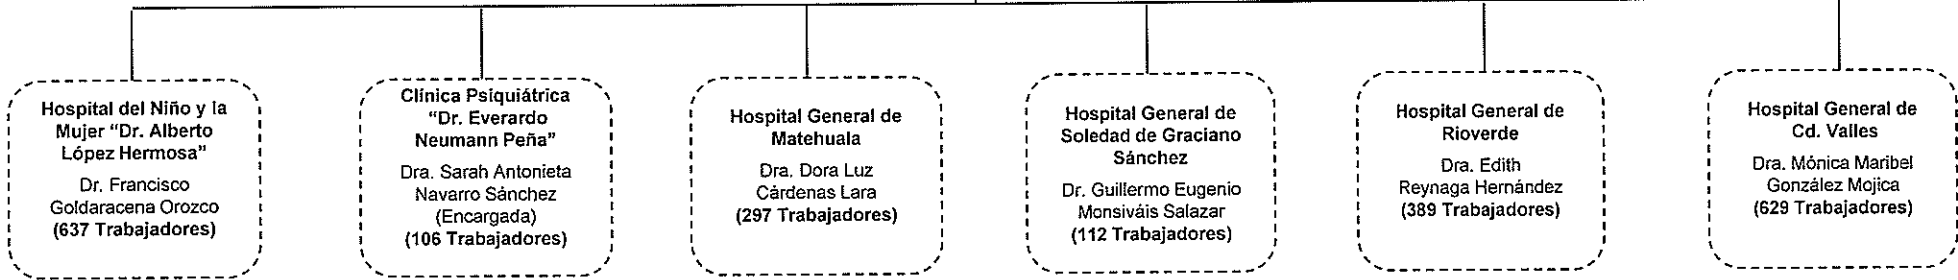 Hospital del Niño y la
Mujer “Dr. Alberto
López Hermosa”
Dr. Francisco
Goldaracena Orozco
(637 Trabajadores)
Clínica Psiquiátrica
“Dr. Everardo
Neumann Peña”
Dra. Sarah Antonieta
Navarro Sánchez
(Encargada)
(106 Trabajadores)
Hospital General de
Matehuala
Dra. Dora Luz
Cárdenas Lara
(297 Trabajadores)
Hospital General de
Soledad de Graciano
Sánchez
Dr. Guillermo Eugenio
Monsiváis Salazar
(112 Trabajadores)
Hospital General de
Rioverde
Dra. Edith
Reynaga Hernández
(389 Trabajadores)
Hospital General de
Cd. Valles
Dra. Mónica Maribel
González Mojica
(629 Trabajadores)